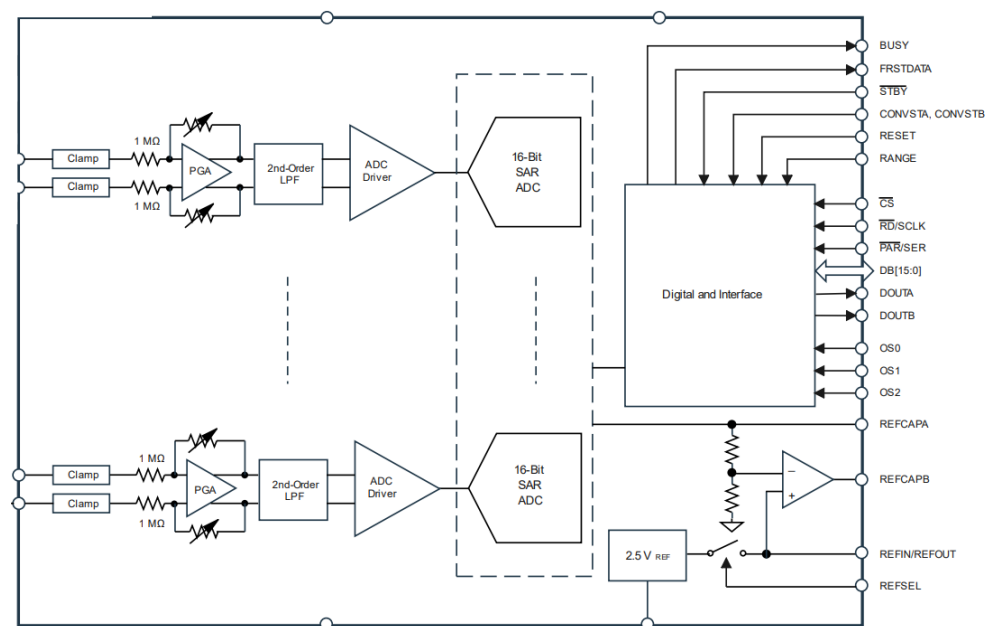 BUSY
FRSTDATA
STBY
CONVSTA, CONVSTB
RESET
RANGE
1 MΩ
Clamp
Clamp
PGA
1 MΩ
2nd-Order
LPF
ADC
Driver
16-Bit
SAR
ADC
CS
RD/SCLK
PAR/SER
DB[15:0]
Digital and Interface
DOUTA
DOUTB
OS0
OS1
OS2
REFCAPA
1 MΩ
Clamp
Clamp
PGA
1 MΩ
2nd-Order
LPF
ADC
Driver
16-Bit
SAR
ADC
−
+
REFCAPB
2.5 V REF
REFIN/REFOUT
REFSEL